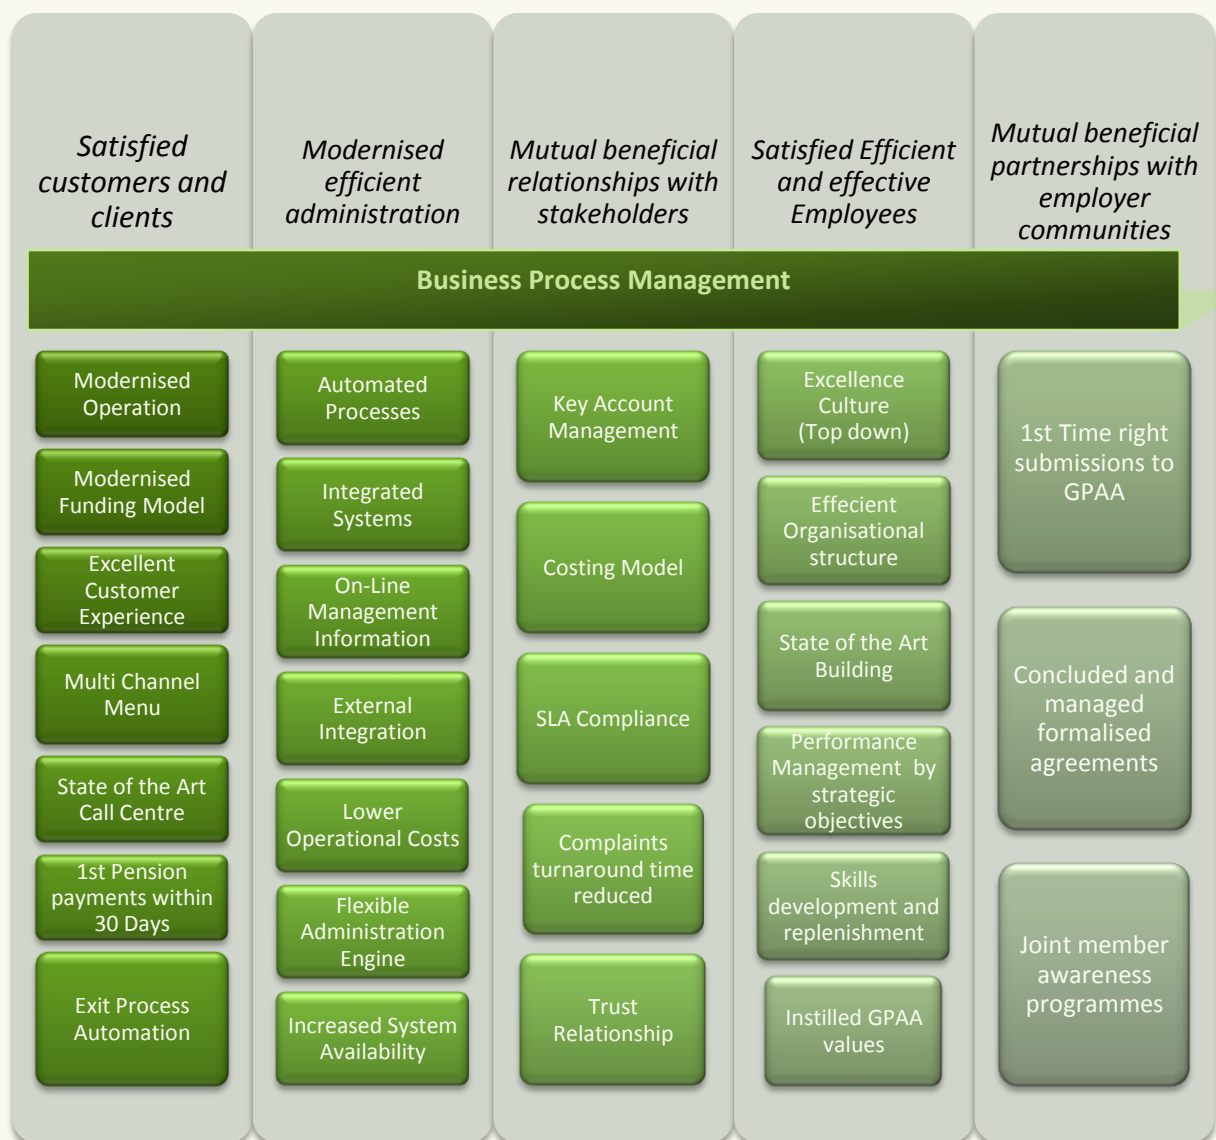 Satisfied
customers and
clients
Modernised
efficient
administration
Mutual beneficial
relationships with
stakeholders
Satisfied Efficient
and effective
Employees
Mutual beneficial
partnerships with
employer
communities
Business Process Management
Modernised
Operation
Modernised
Funding Model
Excellent
Customer
Experience
Multi Channel
Menu
State of the Art
Call Centre
1st Pension
payments within
30 Days
Exit Process
Automation
Automated
Processes
Integrated
Systems
On-Line
Management
Information
External
Integration
Lower
Operational Costs
Flexible
Administration
Engine
Increased System
Availability
Key Account
Management
Costing Model
SLA Compliance
Complaints
turnaround time
reduced
Trust
Relationship
Excellence
Culture
(Top down)
Effecient
Organisational
structure
State of the Art
Building
Performance
Management by
strategic
objectives
Skills
development and
replenishment
Instilled GPAA
values
1st Time right
submissions to
GPAA
Concluded and
managed
formalised
agreements
Joint member
awareness
programmes